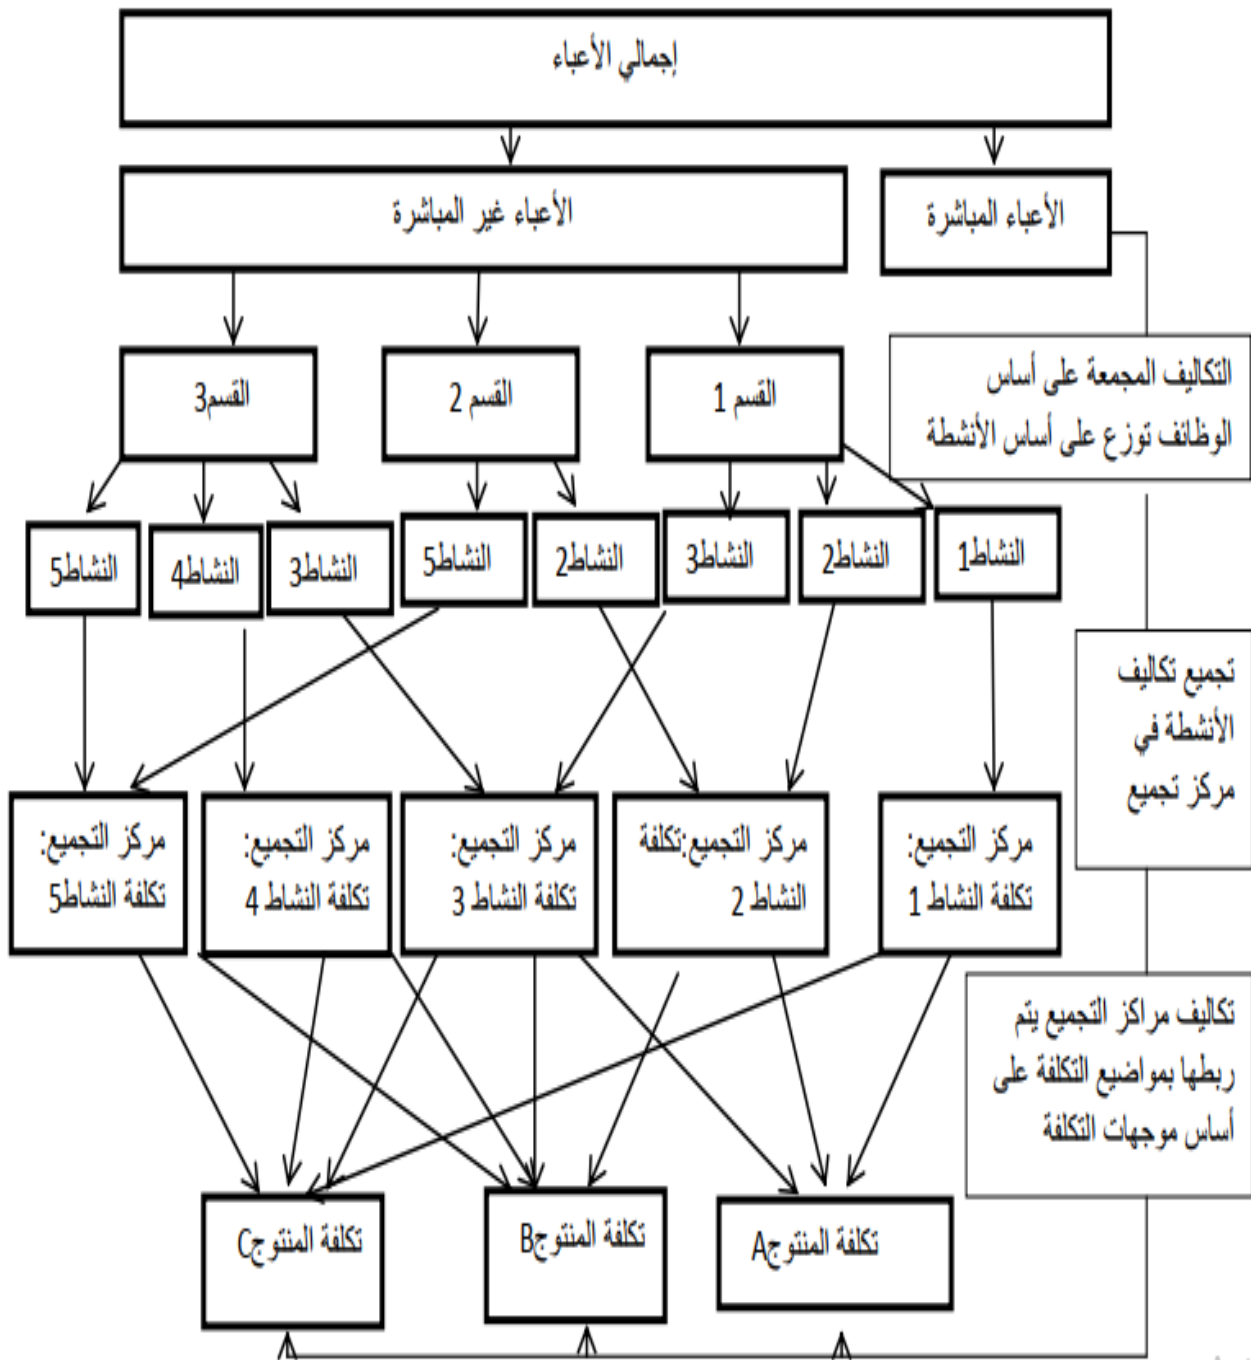 إجمالي الأعباء
الأعباء المباشرة
الأعباء غير المباشرة
التكاليف المجمعة على أساس
الوظائف توزع على أساس الأنشطة
القسم 1
القسم 2
القسم3
النشاط1
النشاط2
النشاط3
النشاط2
النشاط5
النشاط3
النشاط4
النشاط5
تجميع تكاليف
الأنشطة في
مركز تجميع
مركز التجميع:
تكلفة النشاط 1
مركز التجميع:تكلفة
النشاط 2
مركز التجميع:
تكلفة النشاط 3
مركز التجميع:
تكلفة النشاط 4
مركز التجميع:
تكلفة النشاط5
تكاليف مراكز التجميع يتم
ربطها بمواضيع التكلفة على
أساس موجهات التكلفة
تكلفة المنتوجA
تكلفة المنتوجB
تكلفة المنتوجC